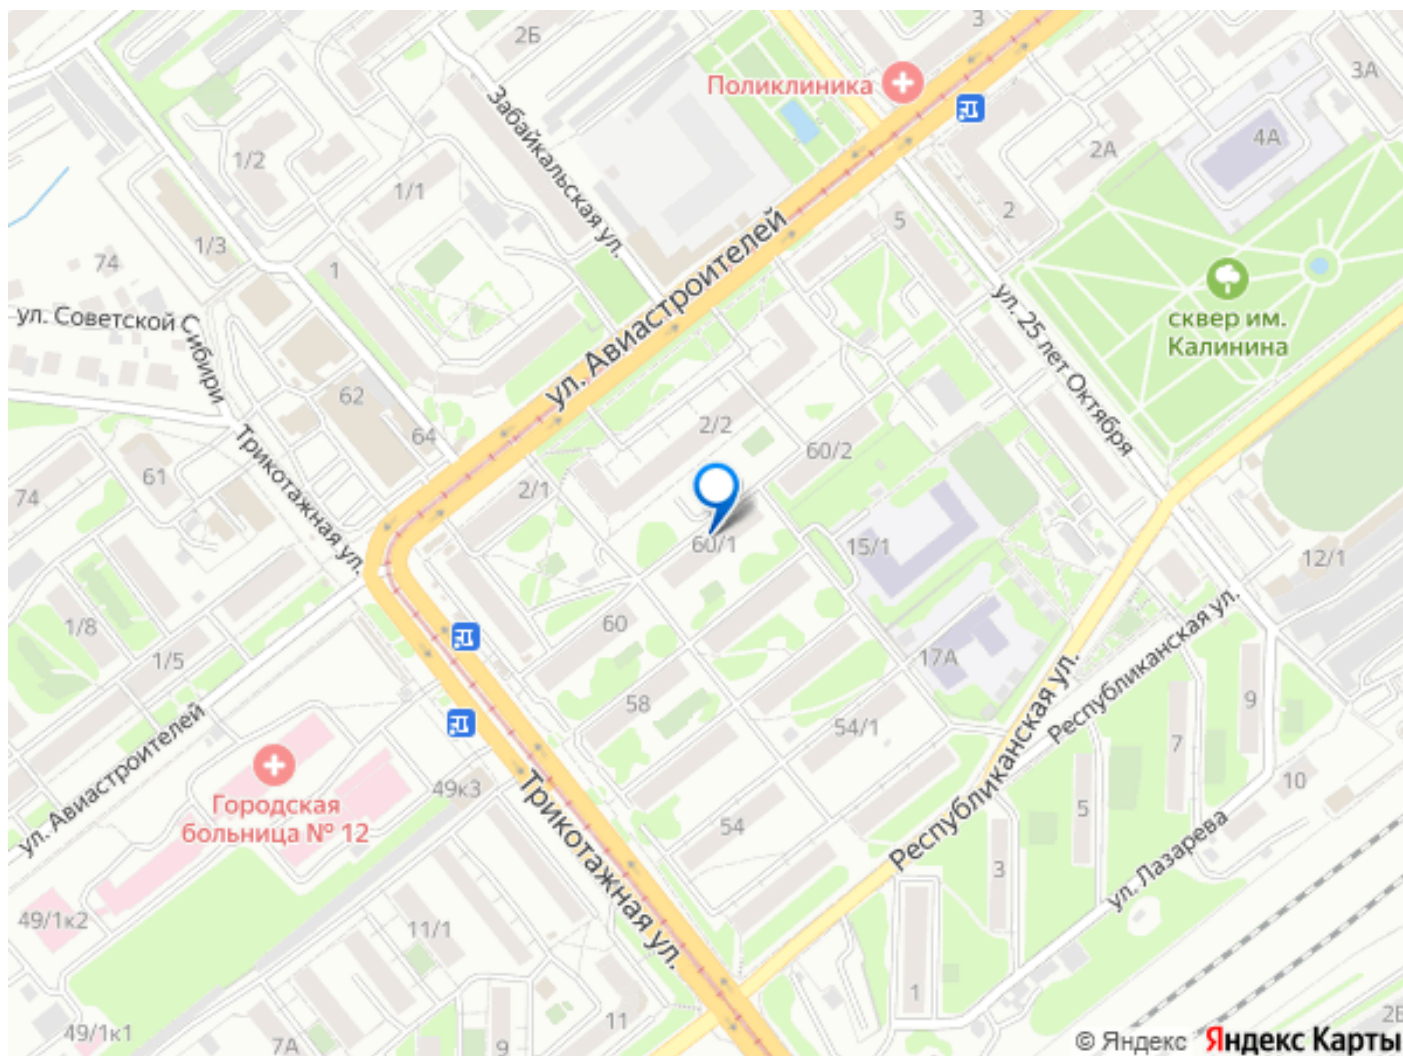 3
2Б
Поликлиника
3А
Забайкальская ул.
1/2
4А
2А
1/1
2
5
1/3
74
1
ул. Авиастроителей
ул. 25 лет Октября
сквер им.
Калинина
ул. Советской Сибири
62
64
2/2
60/2
Трикотажная ул.
61
74
2/1
60/1
15/1
12/1
1/8
60
1/5
17А
Республиканская ул.
Республиканская ул.
58
54/1
9
7
ул. Авиастроителей
Городская
больница № 12
49к3
Трикотажная ул.
54
5
10
3
ул. Лазарева
49/1к2
11/1
1
11
49/1к1
7А
9
2Е
© Яндекс Яндекс Карты